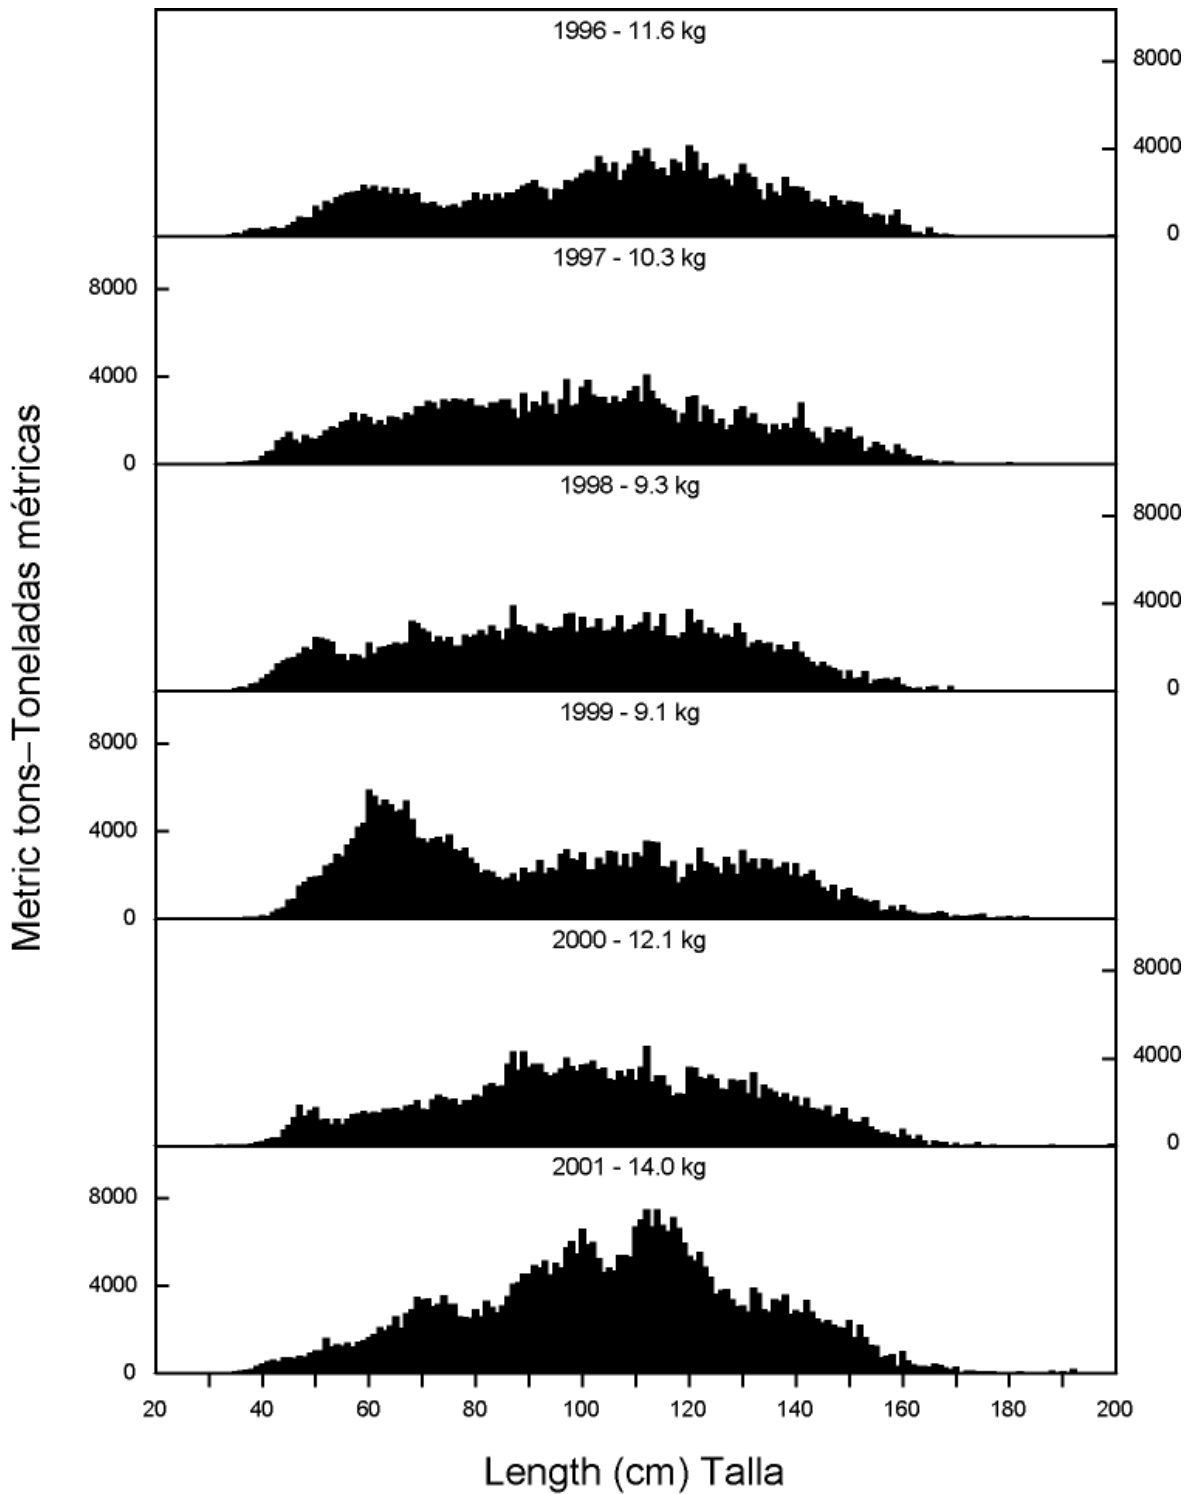 1996 - 11.6 kg
8000
4000
0
1997 - 10.3 kg
8000
4000
0
1998 - 9.3 kg
8000
4000
0
1999 - 9.1 kg
8000
4000
0
2000 - 12.1 kg
8000
4000
0
2001 - 14.0 kg
8000
4000
0
Metric tons–Toneladas métricas
20 40 60 80 100 120 140 160 180 200
Length (cm) Talla